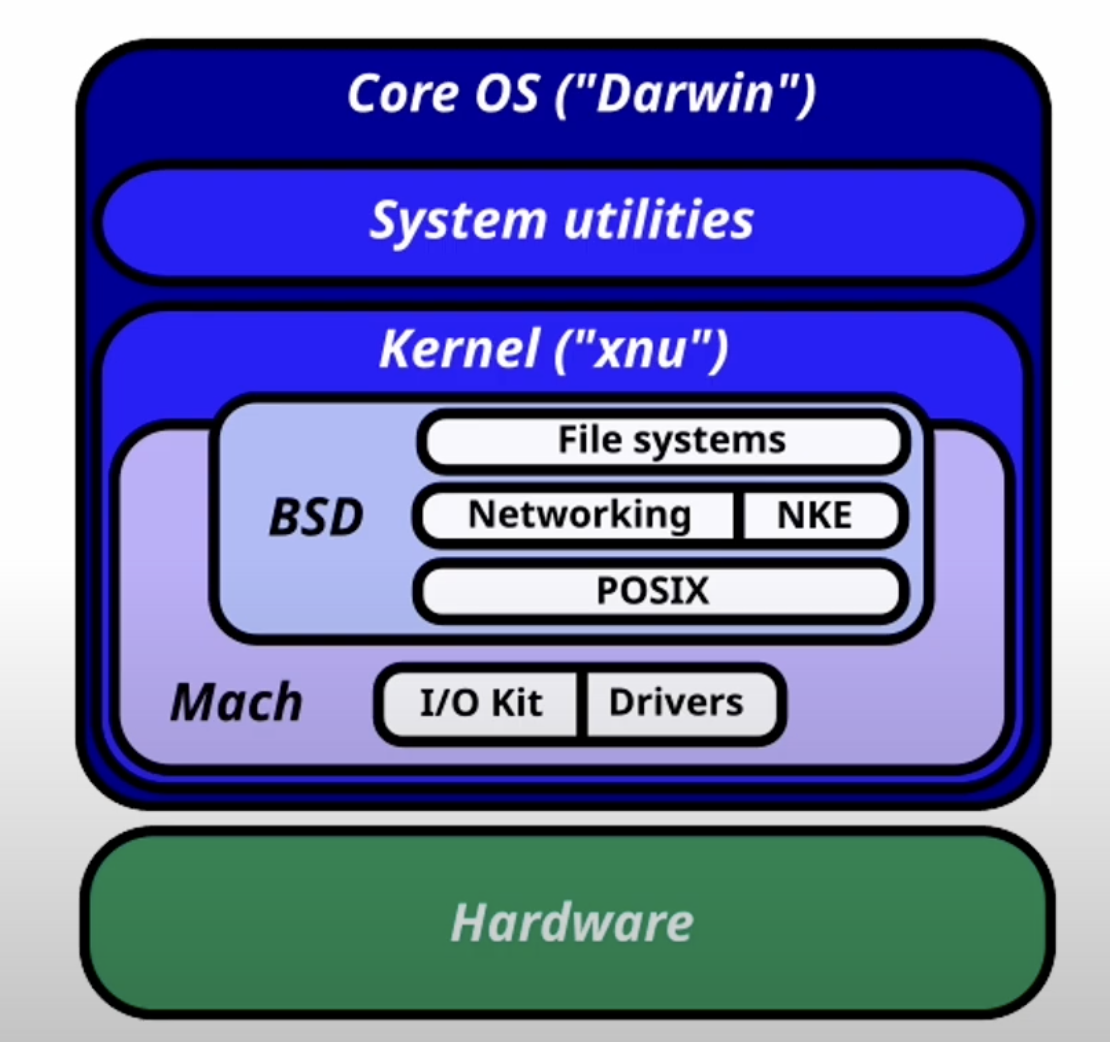 Core OS ("Darwin")
System utilities
Kernel ("xnu")
File systems
BSD
Networking
NKE
POSIX
Mach
I/O Kit
Drivers
Hardware